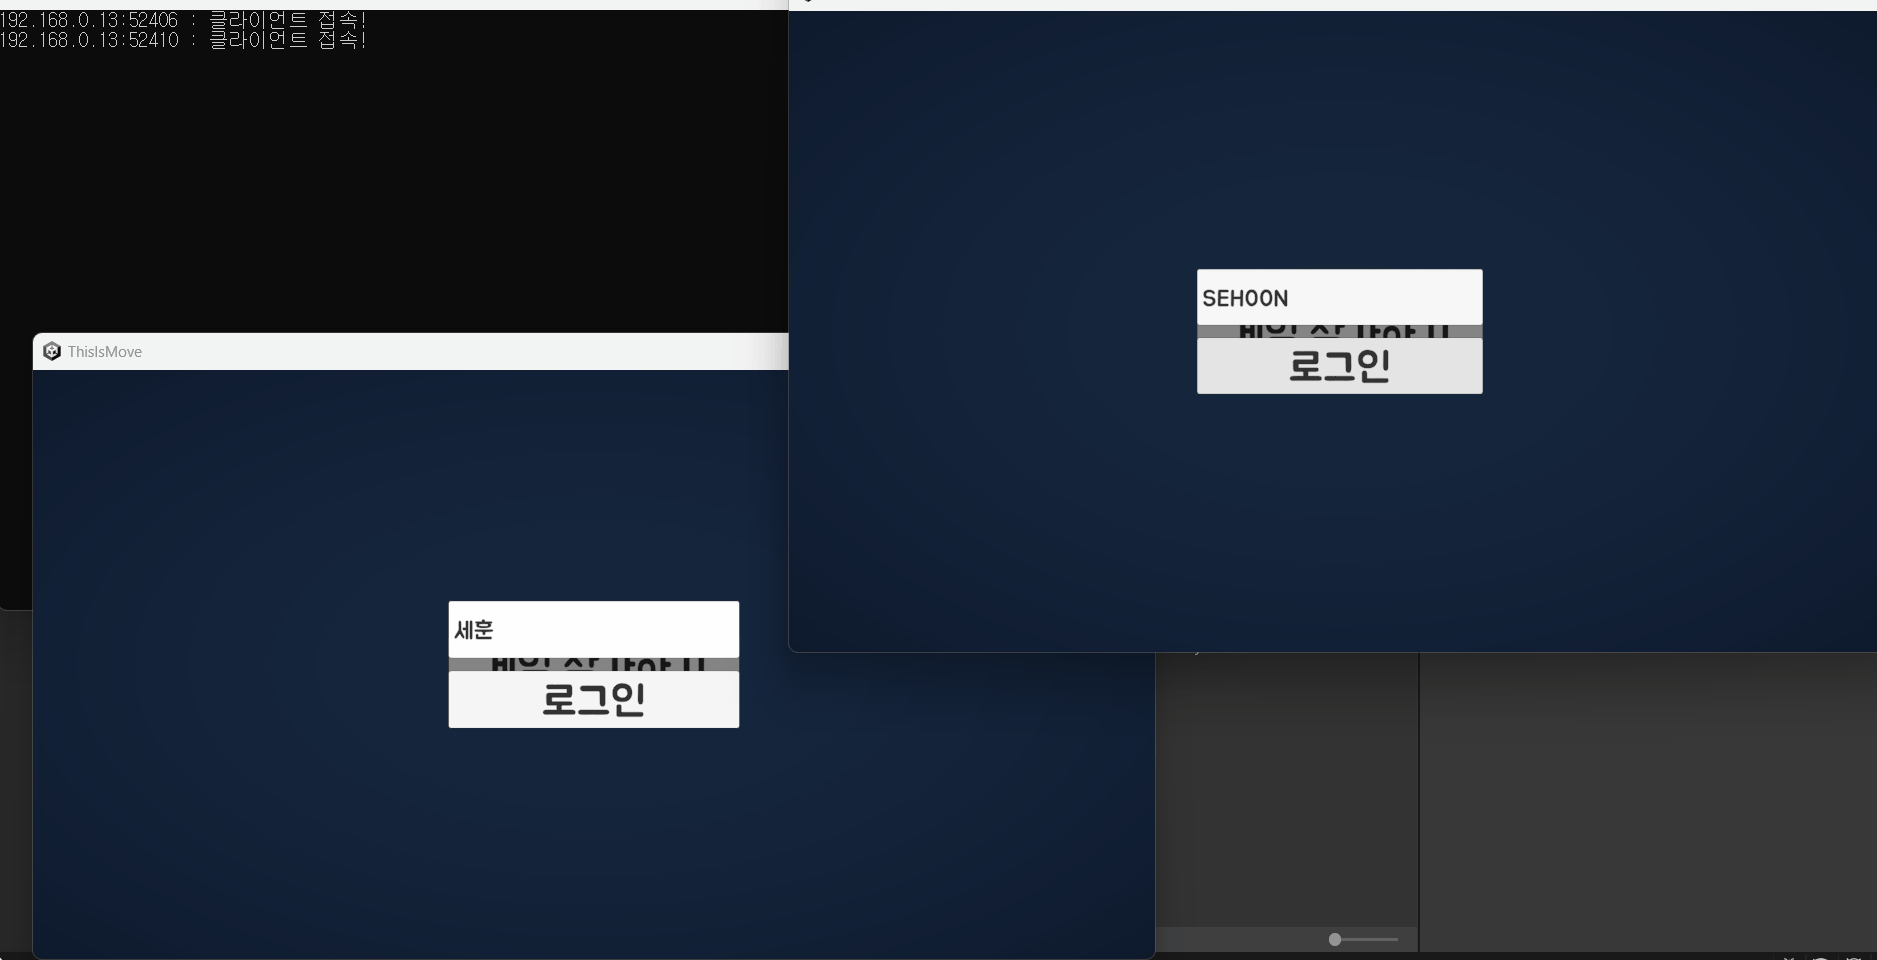 192.168.0.13:52406 : 클라이언트 접속!
192.168.0.13:52410 : 클라이언트 접속!
SEHOON
로그인
ThisIsMove
세훈
로그인